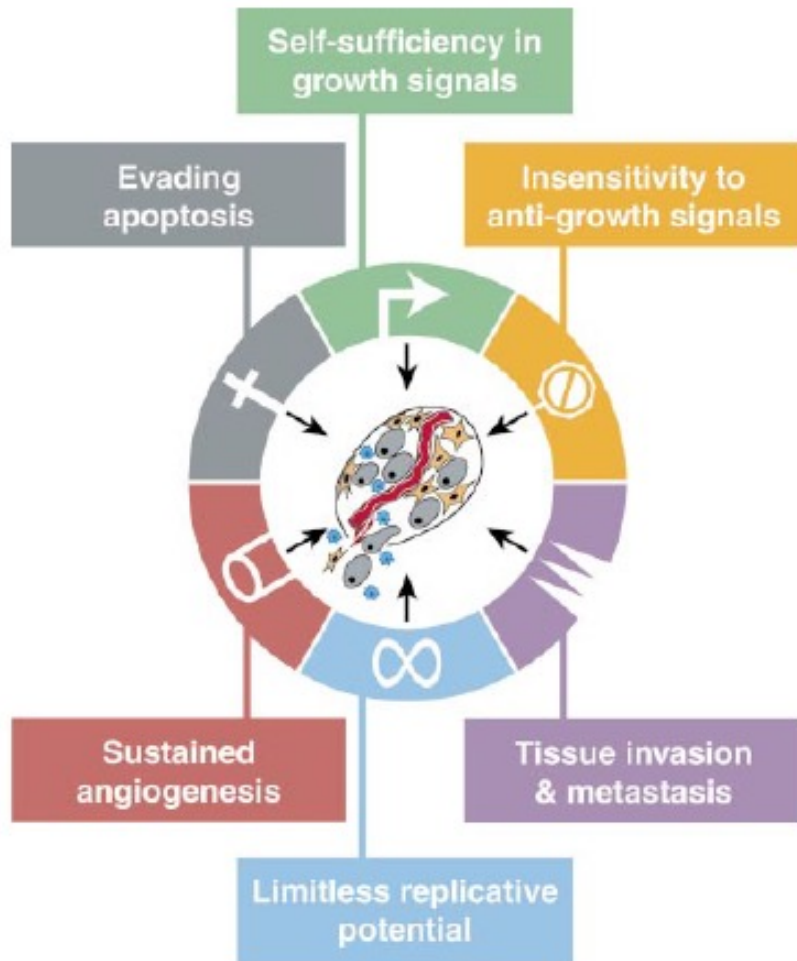 Self-sufficiency in
growth signals
Evading
apoptosis
Insensitivity to
anti-growth signals
Sustained
angiogenesis
Tissue invasion
& metastasis
Limitless replicative
potential